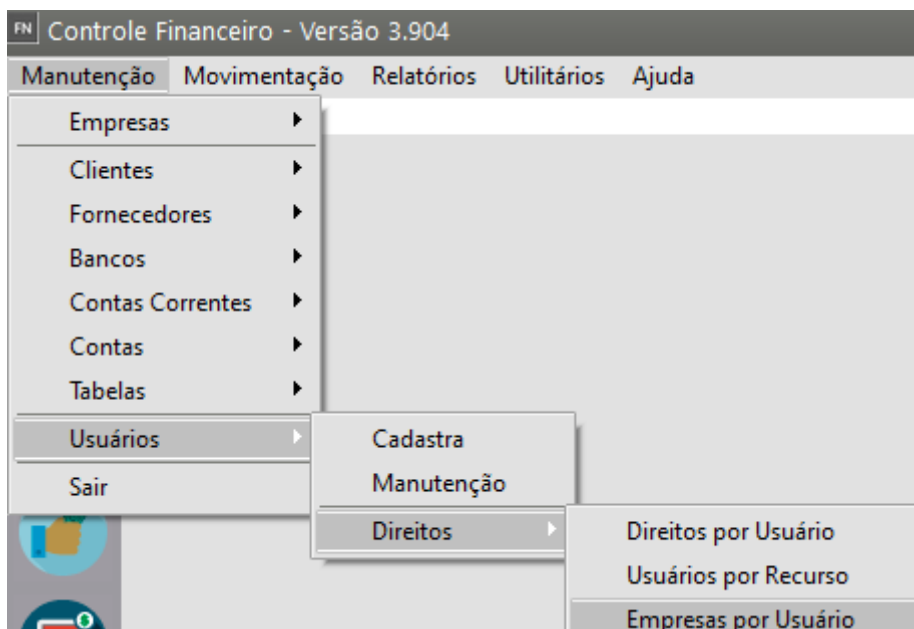 FN Controle Financeiro - Versão 3.904
Manutenção Movimentação Relatórios Utilitários Ajuda
Empresas
Clientes
Fornecedores
Bancos
Contas Correntes
Contas
Tabelas
Usuários
Sair
Cadastra
Manutenção
Direitos
Direitos por Usuário
Usuários por Recurso
Empresas por Usuário